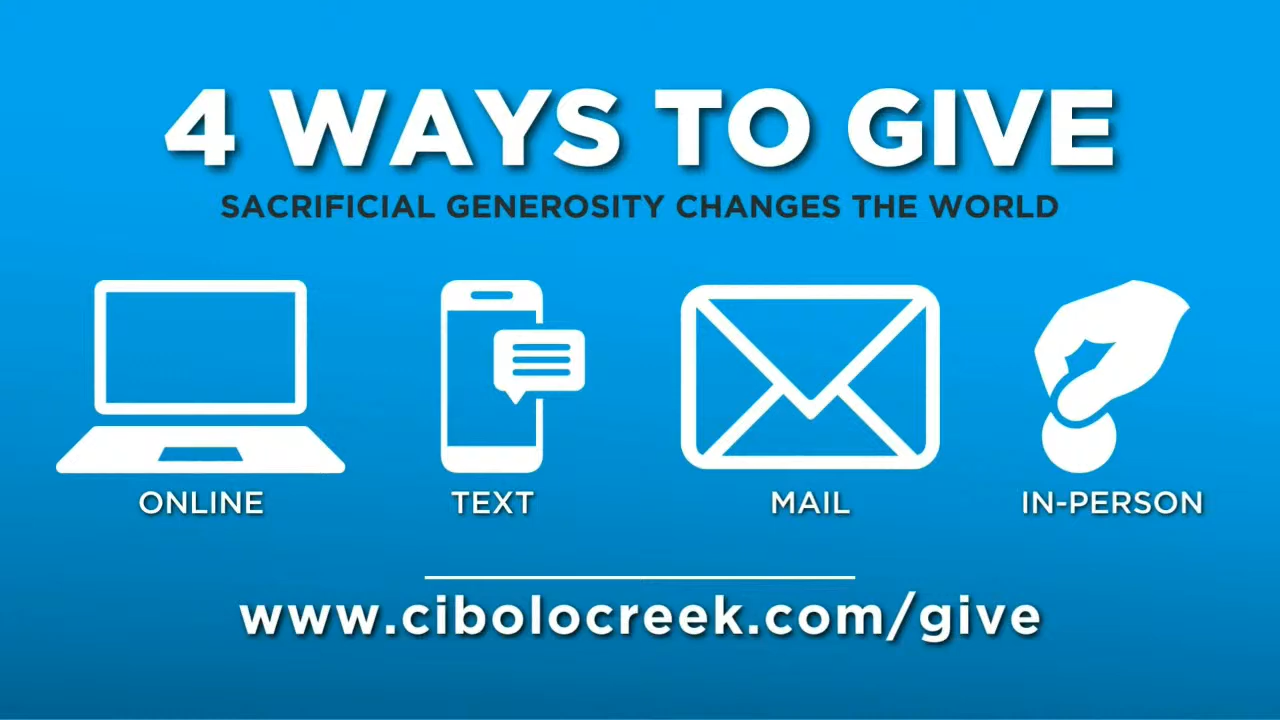 4 WAYS TO GIVE
SACRIFICIAL GENEROSITY CHANGES THE WORLD
ONLINE
TEXT
MAIL
IN-PERSON
www.cibolocreek.com/give